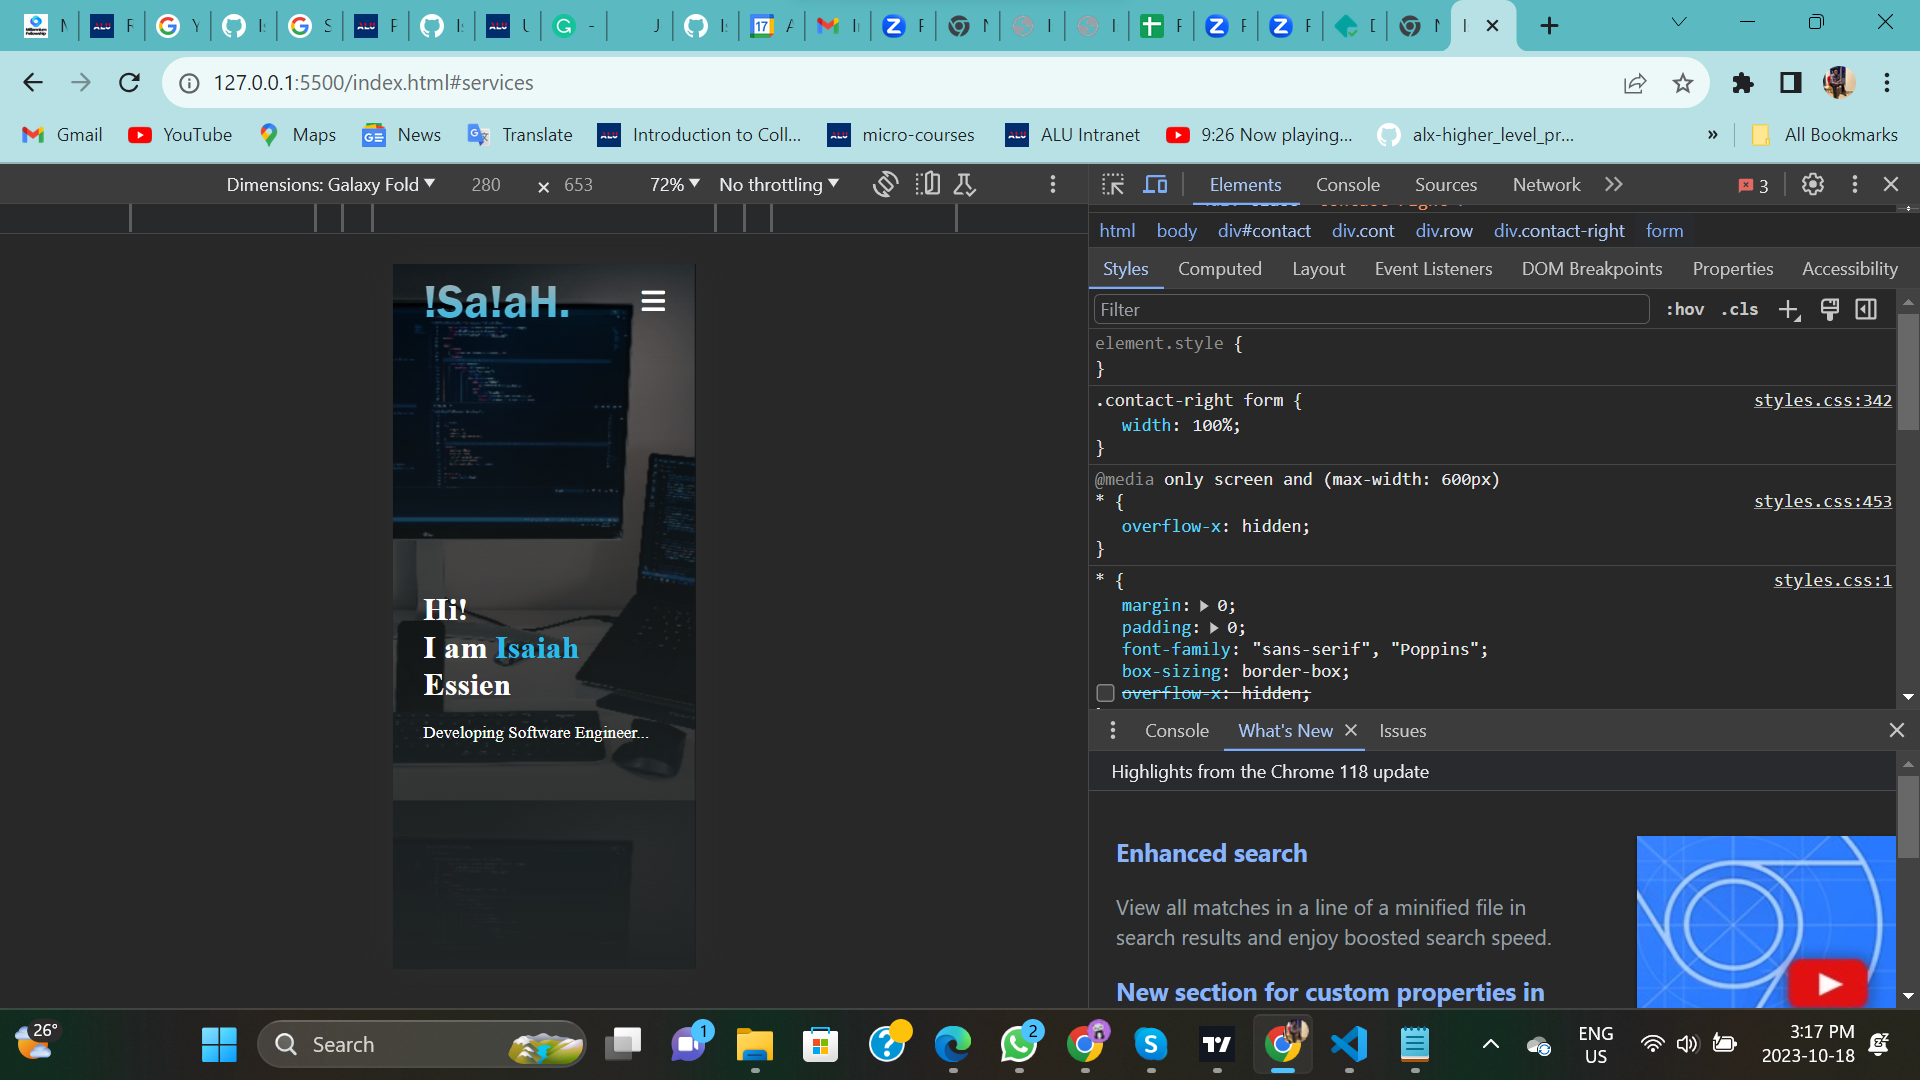 127.0.0.1:5500/index.html#services
Gmail
YouTube
Maps
News
Translate
Introduction to Coll...
micro-courses
ALU Intranet
9:26 Now playing...
alx-higher_level_pr...
»
All Bookmarks
Dimensions: Galaxy Fold
280
×
653
72%
No throttling
Elements
Console
Sources
Network
3
html
body
div#contact
div.cont
div.row
div.contact-right
form
Styles
Computed
Layout
Event Listeners
DOM Breakpoints
Properties
Accessibility
Filter
:hov
.cls
element.style {
}
.contact-right form {
styles.css:342
width: 100%;
}
@media only screen and (max-width: 600px)
* {
styles.css:453
overflow-x: hidden;
}
* {
styles.css:1
margin: 0;
padding: 0;
font-family: "sans-serif", "Poppins";
box-sizing: border-box;
overflow-x: hidden;
!Sa!aH.
Hi!
I am Isaiah
Essien
Developing Software Engineer...
Console
What's New
Issues
Highlights from the Chrome 118 update
Enhanced search
View all matches in a line of a minified file in
search results and enjoy boosted search speed.
New section for custom properties in
26°
Search
1
2
ENG
US
3:17 PM
2023-10-18